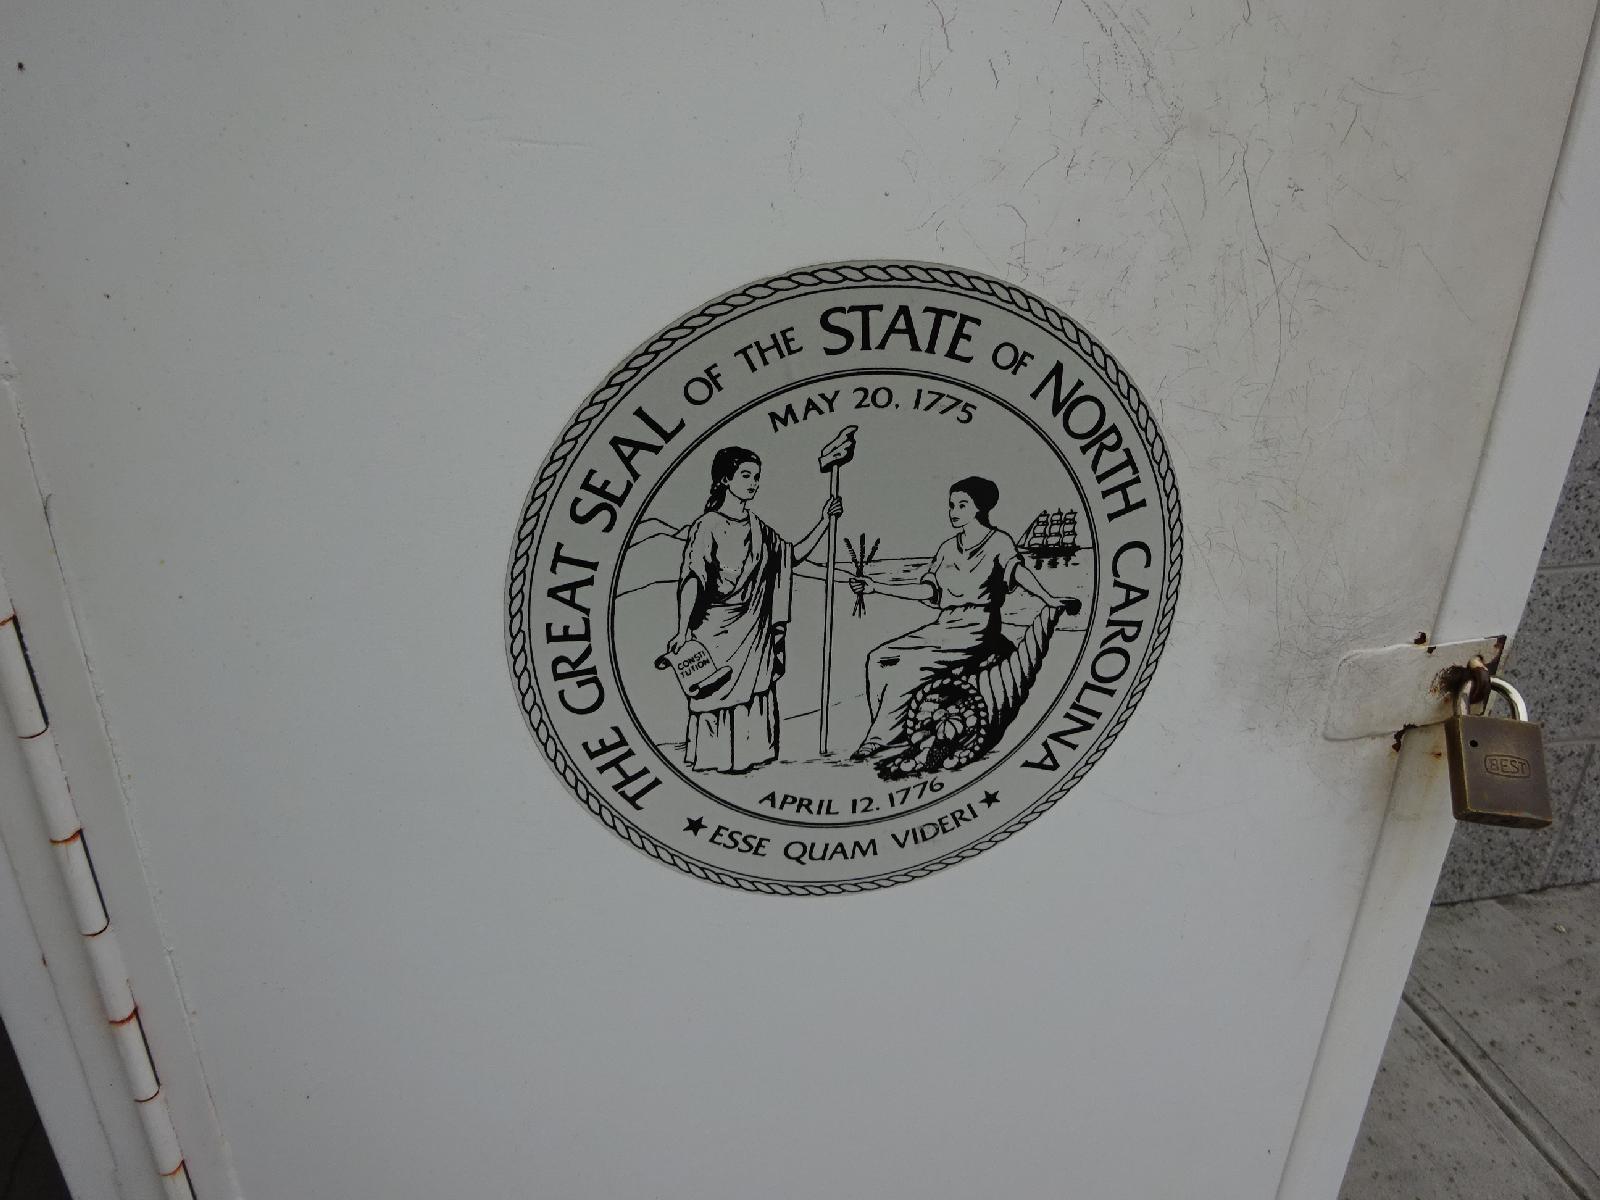 THE GREAT SEAL OF THE STATE OF NORTH CAROLINA
MAY 20, 1775
CONSTI
TUTION
APRIL 12, 1776
★ ESSE QUAM VIDERI ★
BEST